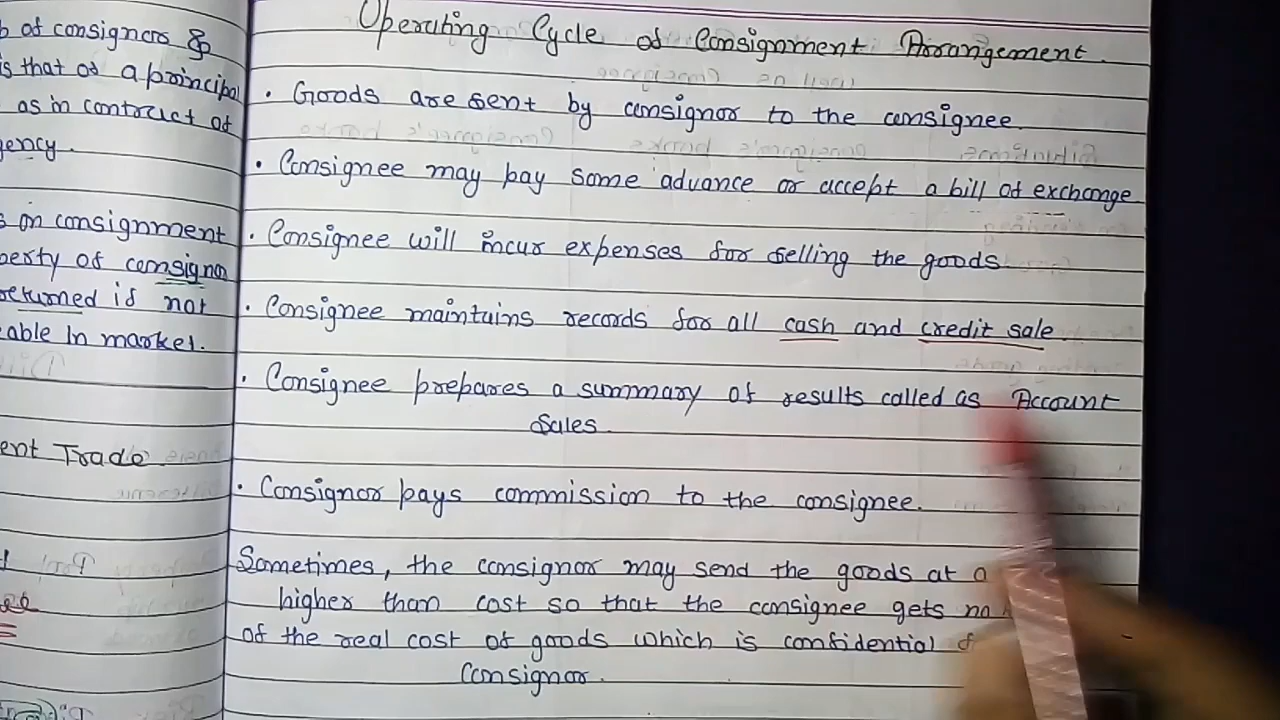 of consignors &
is that of a principal
as in contract of
on consignment
of consignor
returned is not
in market.
Trade
Operating Cycle of Consignment Arrangement.
• Goods are sent by consignor to the consignee.
• Consignee may pay some advance or accept a bill of exchange
• Consignee will incur expenses for selling the goods
• Consignee maintains records for all cash and credit sale.
• Consignee prepares a summary of results called as Account
Sales.
• Consignor pays commission to the consignee.
Sometimes, the consignor may send the goods at a
higher than cost so that the consignee gets no
of the real cost of goods which is confidential
Consignor.